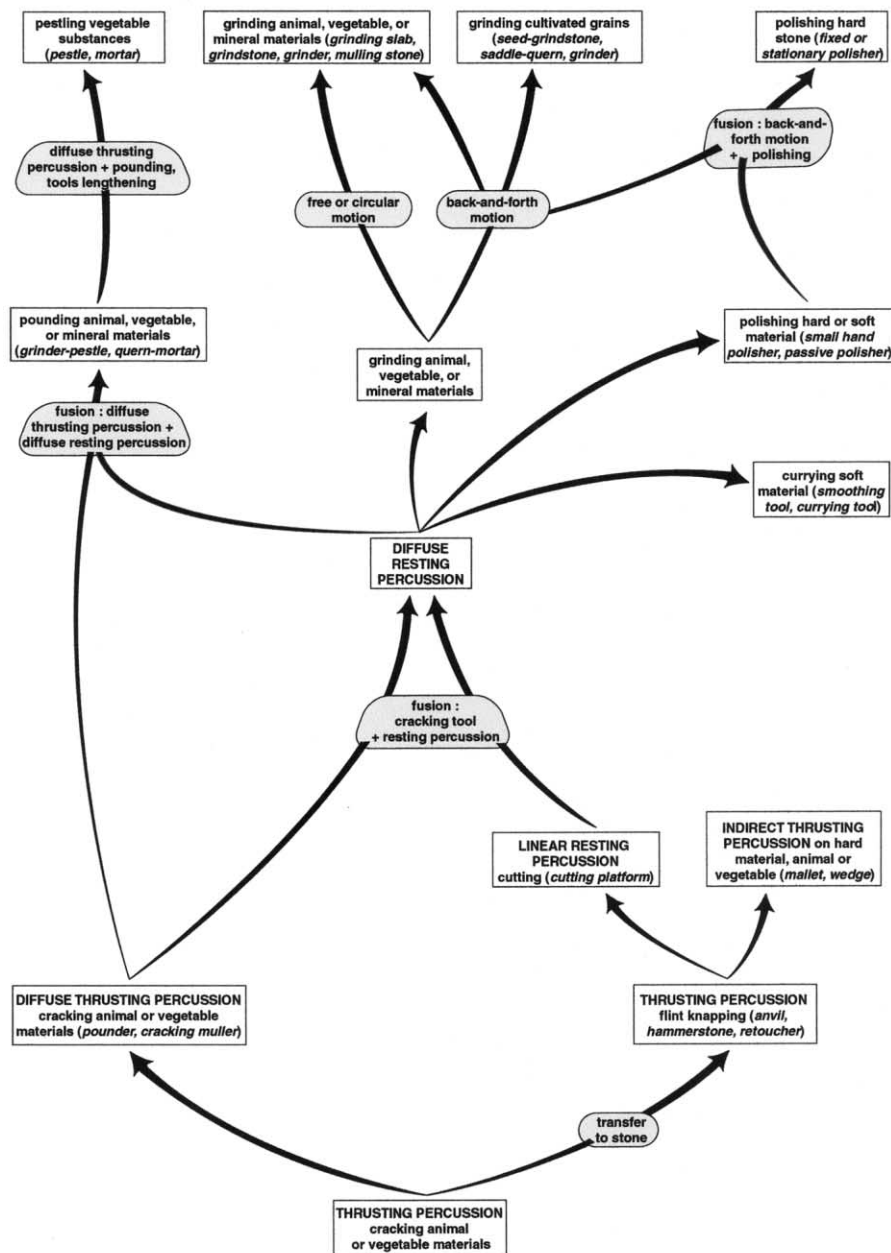 pestling vegetable
substances
(pestle, mortar)
grinding animal, vegetable, or
mineral materials (grinding slab,
grindstone, grinder, mulling stone)
grinding cultivated grains
(seed-grindstone,
saddle-quern, grinder)
polishing hard
stone (fixed or
stationary polisher)
diffuse thrusting
percussion + pounding,
tools lengthening
free or circular
motion
back-and-forth
motion
fusion : back-and-
forth motion
+ polishing
pounding animal, vegetable,
or mineral materials
(grinder-pestle, quern-mortar)
grinding animal,
vegetable, or
mineral materials
polishing hard or soft
material (small hand
polisher, passive polisher)
fusion : diffuse
thrusting percussion +
diffuse resting percussion
currying soft
material (smoothing
tool, currying tool)
DIFFUSE
RESTING
PERCUSSION
fusion :
cracking tool
+ resting percussion
LINEAR RESTING
PERCUSSION
cutting (cutting platform)
INDIRECT THRUSTING
PERCUSSION on hard
material, animal or
vegetable (mallet, wedge)
DIFFUSE THRUSTING PERCUSSION
cracking animal or vegetable
materials (pounder, cracking muller)
THRUSTING PERCUSSION
flint knapping (anvil,
hammerstone, retoucher)
transfer
to stone
THRUSTING PERCUSSION
cracking animal
or vegetable materials